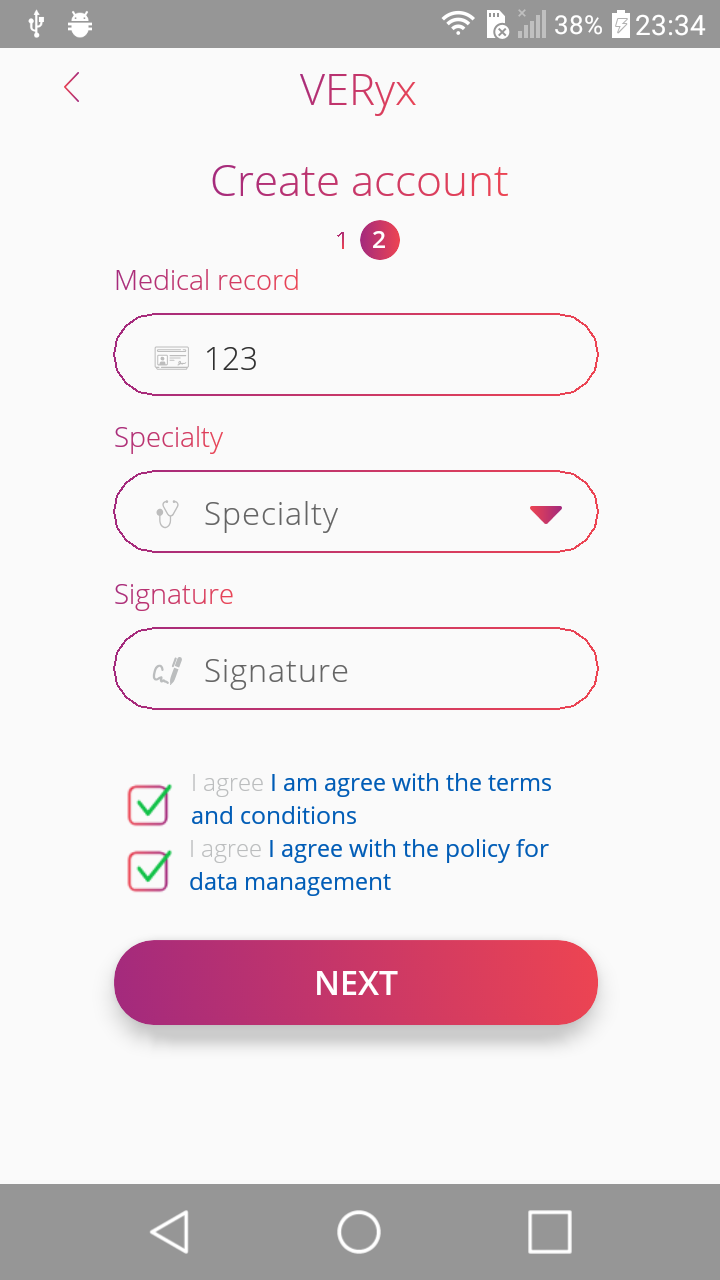 38% 23:34
VERyx
Create account
1 2
Medical record
123
Specialty
Specialty
Signature
Signature
I agree I am agree with the terms
and conditions
I agree I agree with the policy for
data management
NEXT